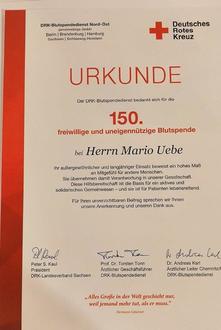 DRK-Blutspendedienst Nord-Ost
gemeinnützige GmbH
Berlin | Brandenburg | Hamburg
Sachsen | Schleswig-Holstein
Deutsches
Rotes
Kreuz
URKUNDE
Der DRK-Blutspendedienst bedankt sich für die
150.
freiwillige und uneigennützige Blutspende
bei Herrn Mario Uebe
Ihr außergewöhnlicher und langjähriger Einsatz beweist ein hohes Maß
an Mitgefühl für andere Menschen.
Sie übernehmen damit Verantwortung in unserer Gesellschaft.
Diese Hilfsbereitschaft ist die Basis für ein aktives und
solidarisches Gemeinwesen – und sie ist für Patienten lebensrettend.
Für Ihren unverzichtbaren Beitrag sprechen wir Ihnen
unsere Anerkennung und unseren Dank aus.
Peter S. Kaul
Präsident
DRK-Landesverband Sachsen
Prof. Dr. Torsten Tonn
Ärztlicher Geschäftsführer
DRK-Blutspendedienst
Dr. Andreas Karl
Ärztlicher Leiter Chemnitz
„Alles Große in der Welt geschieht nur,
weil jemand mehr tut, als er muss.“
Hermann Gmeiner